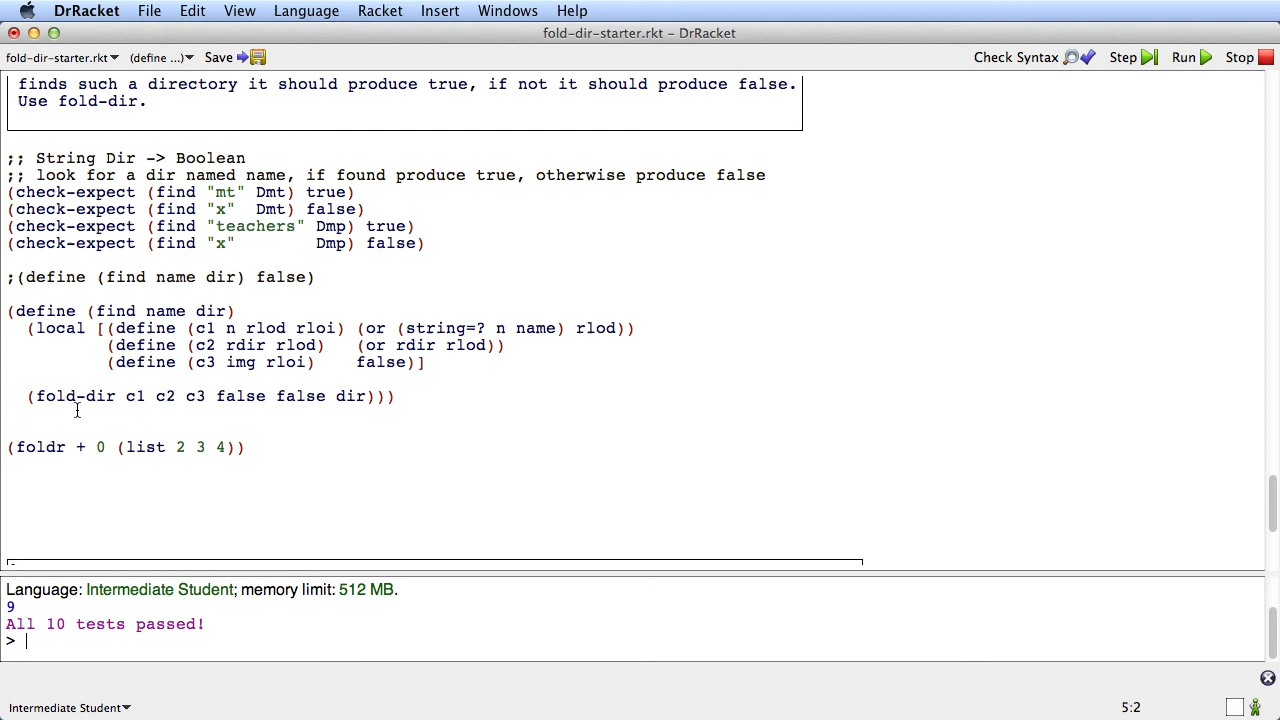 DrRacket File Edit View Language Racket Insert Windows Help
fold-dir-starter.rkt - DrRacket
fold-dir-starter.rkt (define ...) Save Check Syntax Step Run Stop
finds such a directory it should produce true, if not it should produce false.
Use fold-dir.
;; String Dir -> Boolean
;; look for a dir named name, if found produce true, otherwise produce false
(check-expect (find "mt" Dmt) true)
(check-expect (find "x"  Dmt) false)
(check-expect (find "teachers" Dmp) true)
(check-expect (find "x"        Dmp) false)
;(define (find name dir) false)
(define (find name dir)
  (local [(define (c1 n rlod rloi) (or (string=? n name) rlod))
          (define (c2 rdir rlod)   (or rdir rlod))
          (define (c3 img rloi)    false)]
  (fold-dir c1 c2 c3 false false dir)))
(foldr + 0 (list 2 3 4))
Language: Intermediate Student; memory limit: 512 MB.
9
All 10 tests passed!
>
Intermediate Student 5:2